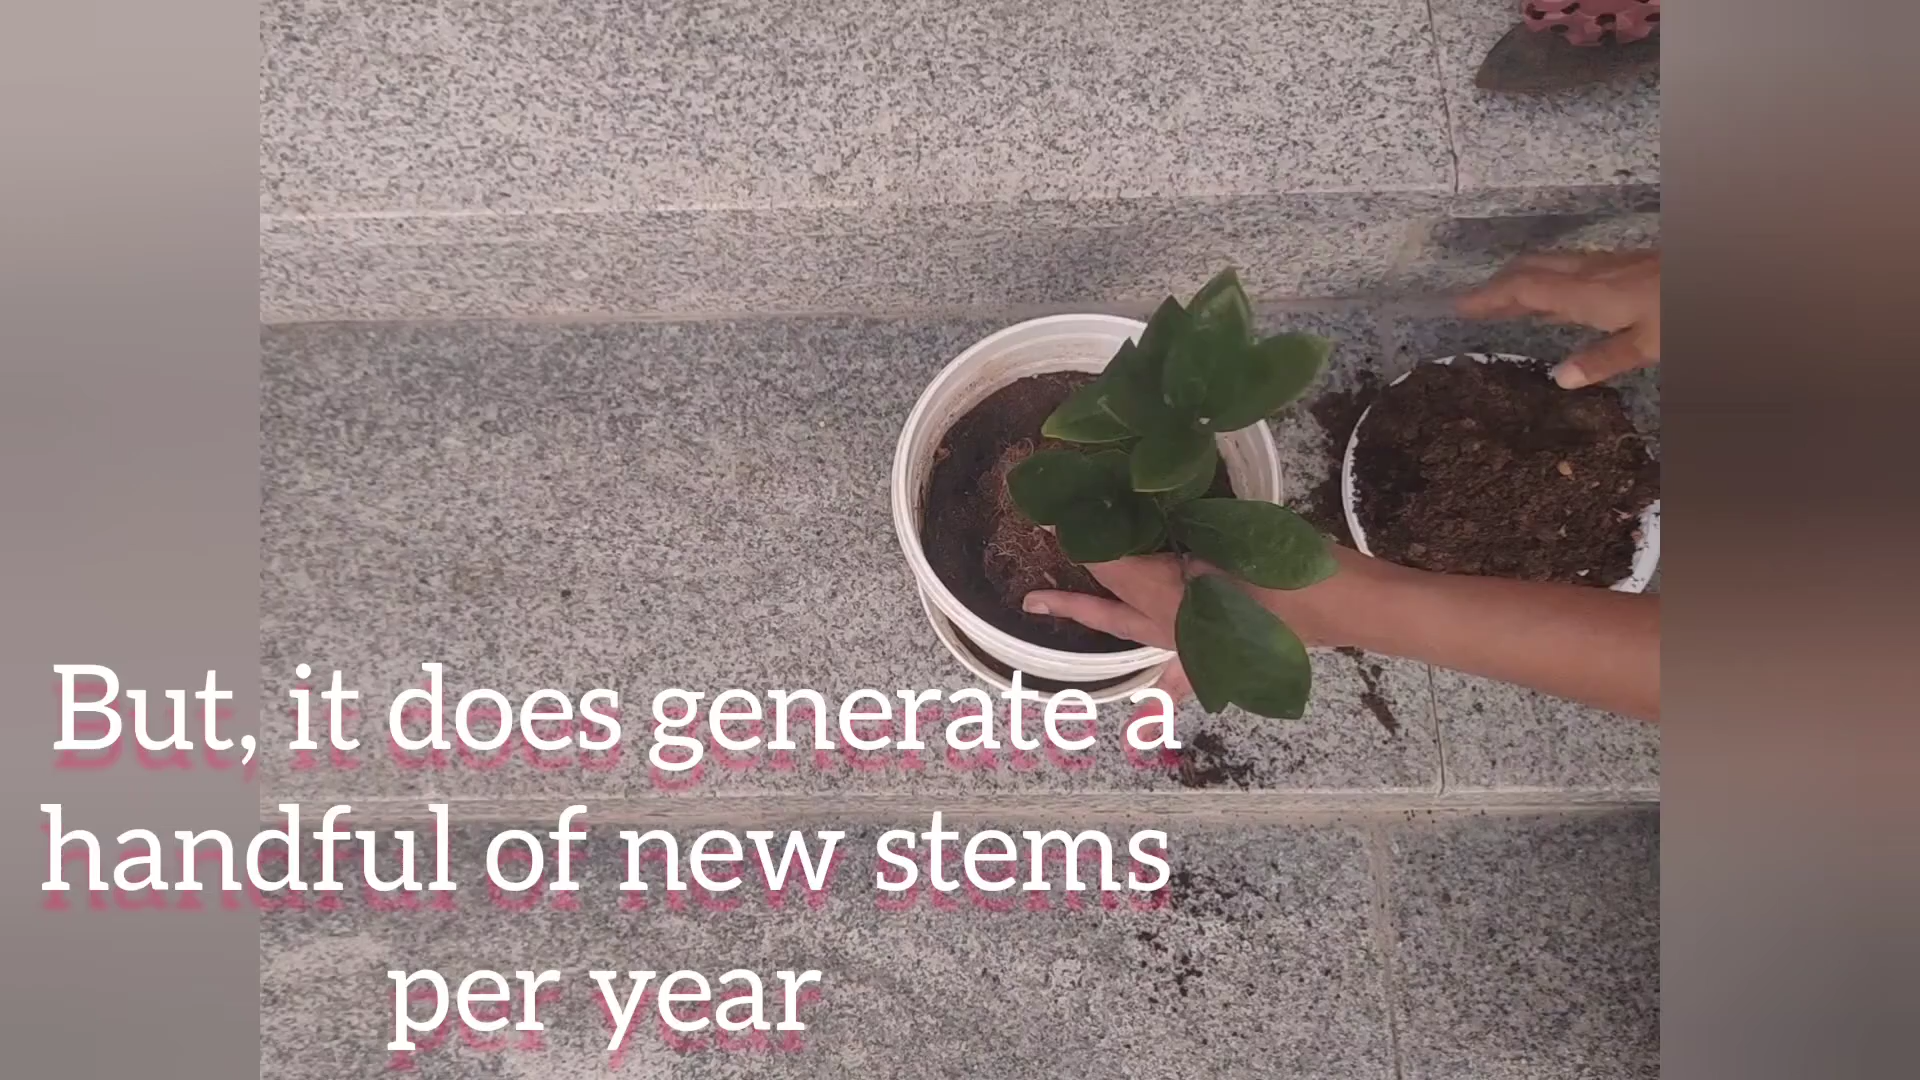 But, it does generate a
handful of new stems
per year